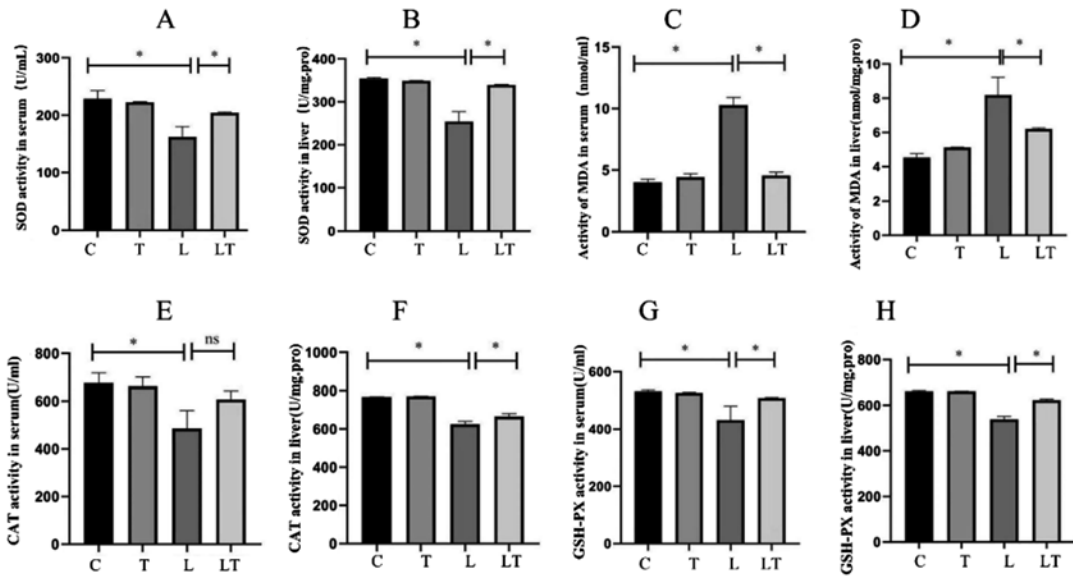 A
SOD activity in serum (U/mL)
300
200
100
0
* *
C T L LT
B
SOD activity in liver (U/mg.pro)
400
300
200
100
0
* *
C T L LT
C
Activity of MDA in serum (nmol/ml)
15
10
5
0
* *
C T L LT
D
Activity of MDA in liver(nmol/mg.pro)
10
8
6
4
2
0
* *
C T L LT
E
CAT activity in serum(U/ml)
800
600
400
200
0
* ns
C T L LT
F
CAT activity in liver(U/mg.pro)
1000
800
600
400
200
0
* *
C T L LT
G
GSH-PX activity in serum(U/ml)
600
400
200
0
* *
C T L LT
H
GSH-PX activity in liver(U/mg.pro)
800
600
400
200
0
* *
C T L LT